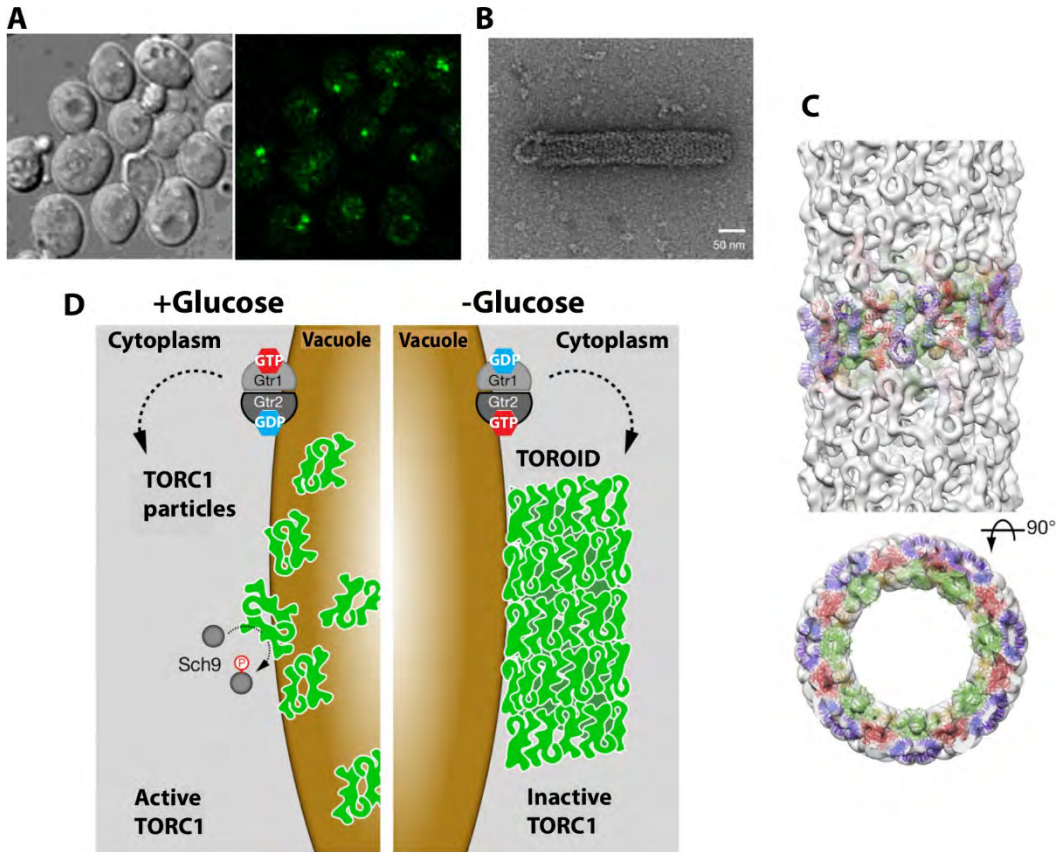 A
B
50 nm
C
90°
D
+Glucose
-Glucose
Cytoplasm
Vacuole
Vacuole
Cytoplasm
GTP
Gtr1
Gtr2
GDP
GDP
Gtr1
Gtr2
GTP
TORC1
particles
TOROID
Sch9
P
Active
TORC1
Inactive
TORC1